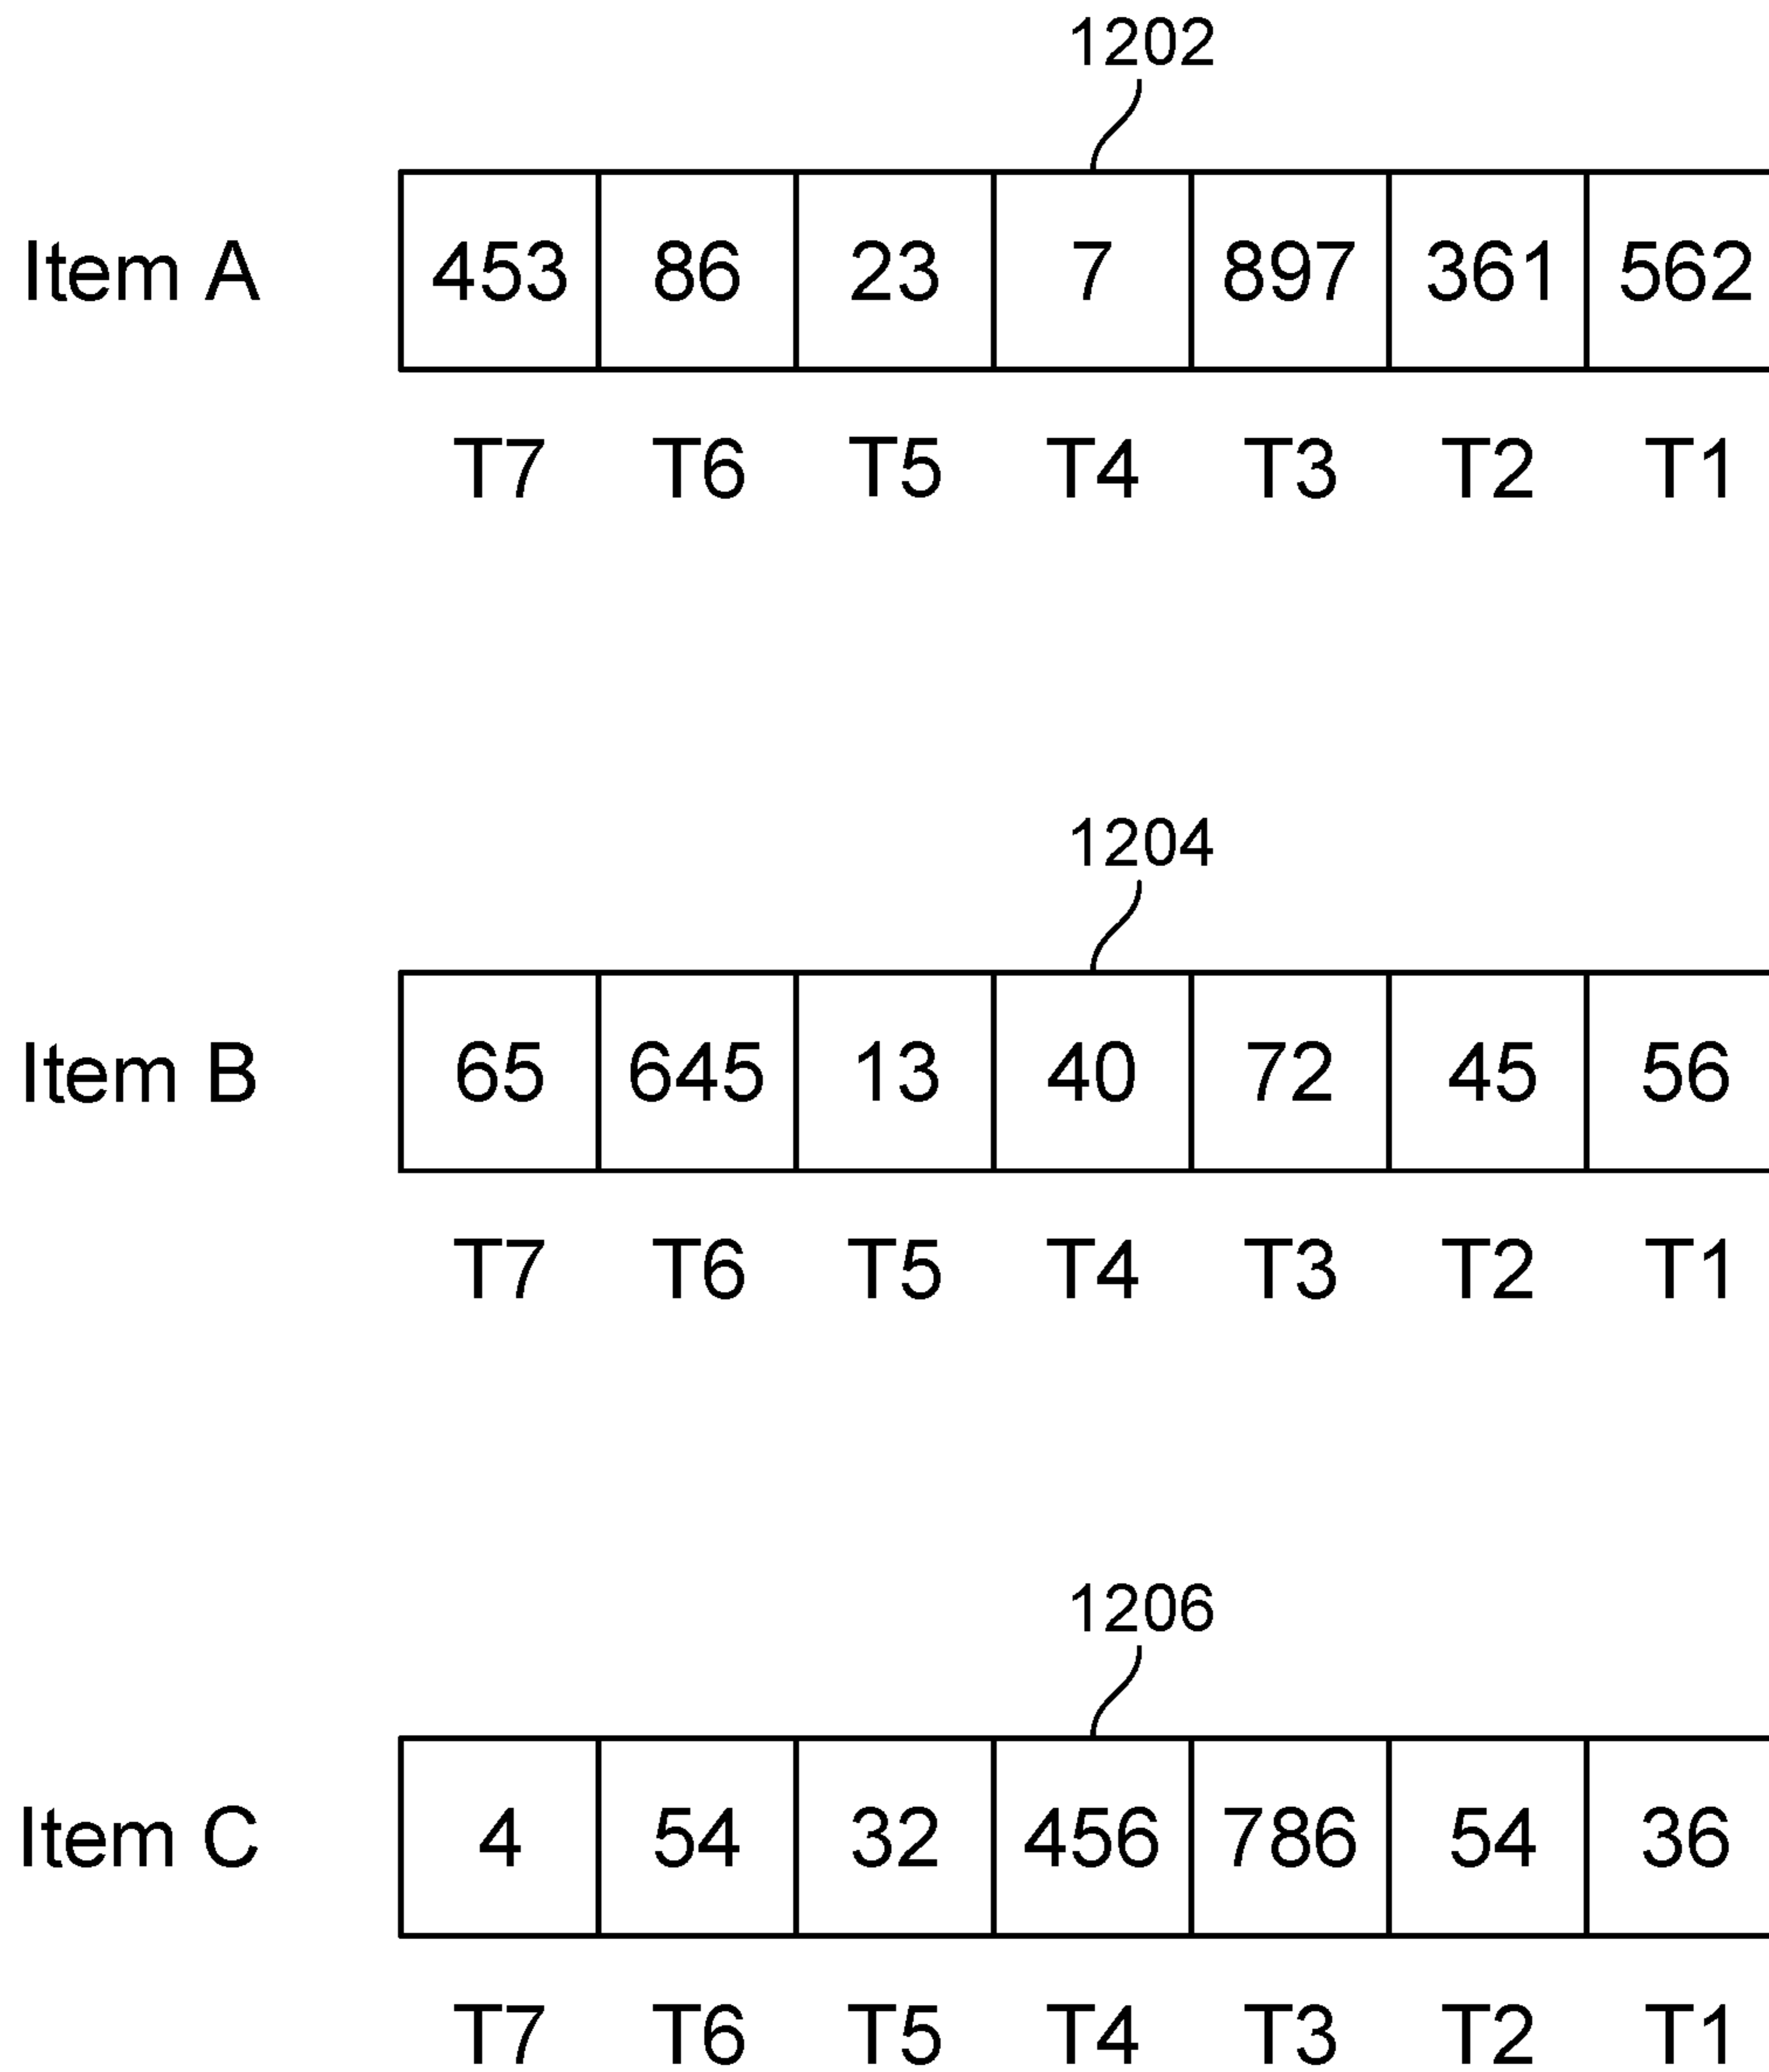 1202
Item A 453 86 23 7 897 361 562
T7 T6 T5 T4 T3 T2 T1
1204
Item B 65 645 13 40 72 45 56
T7 T6 T5 T4 T3 T2 T1
1206
Item C 4 54 32 456 786 54 36
T7 T6 T5 T4 T3 T2 T1